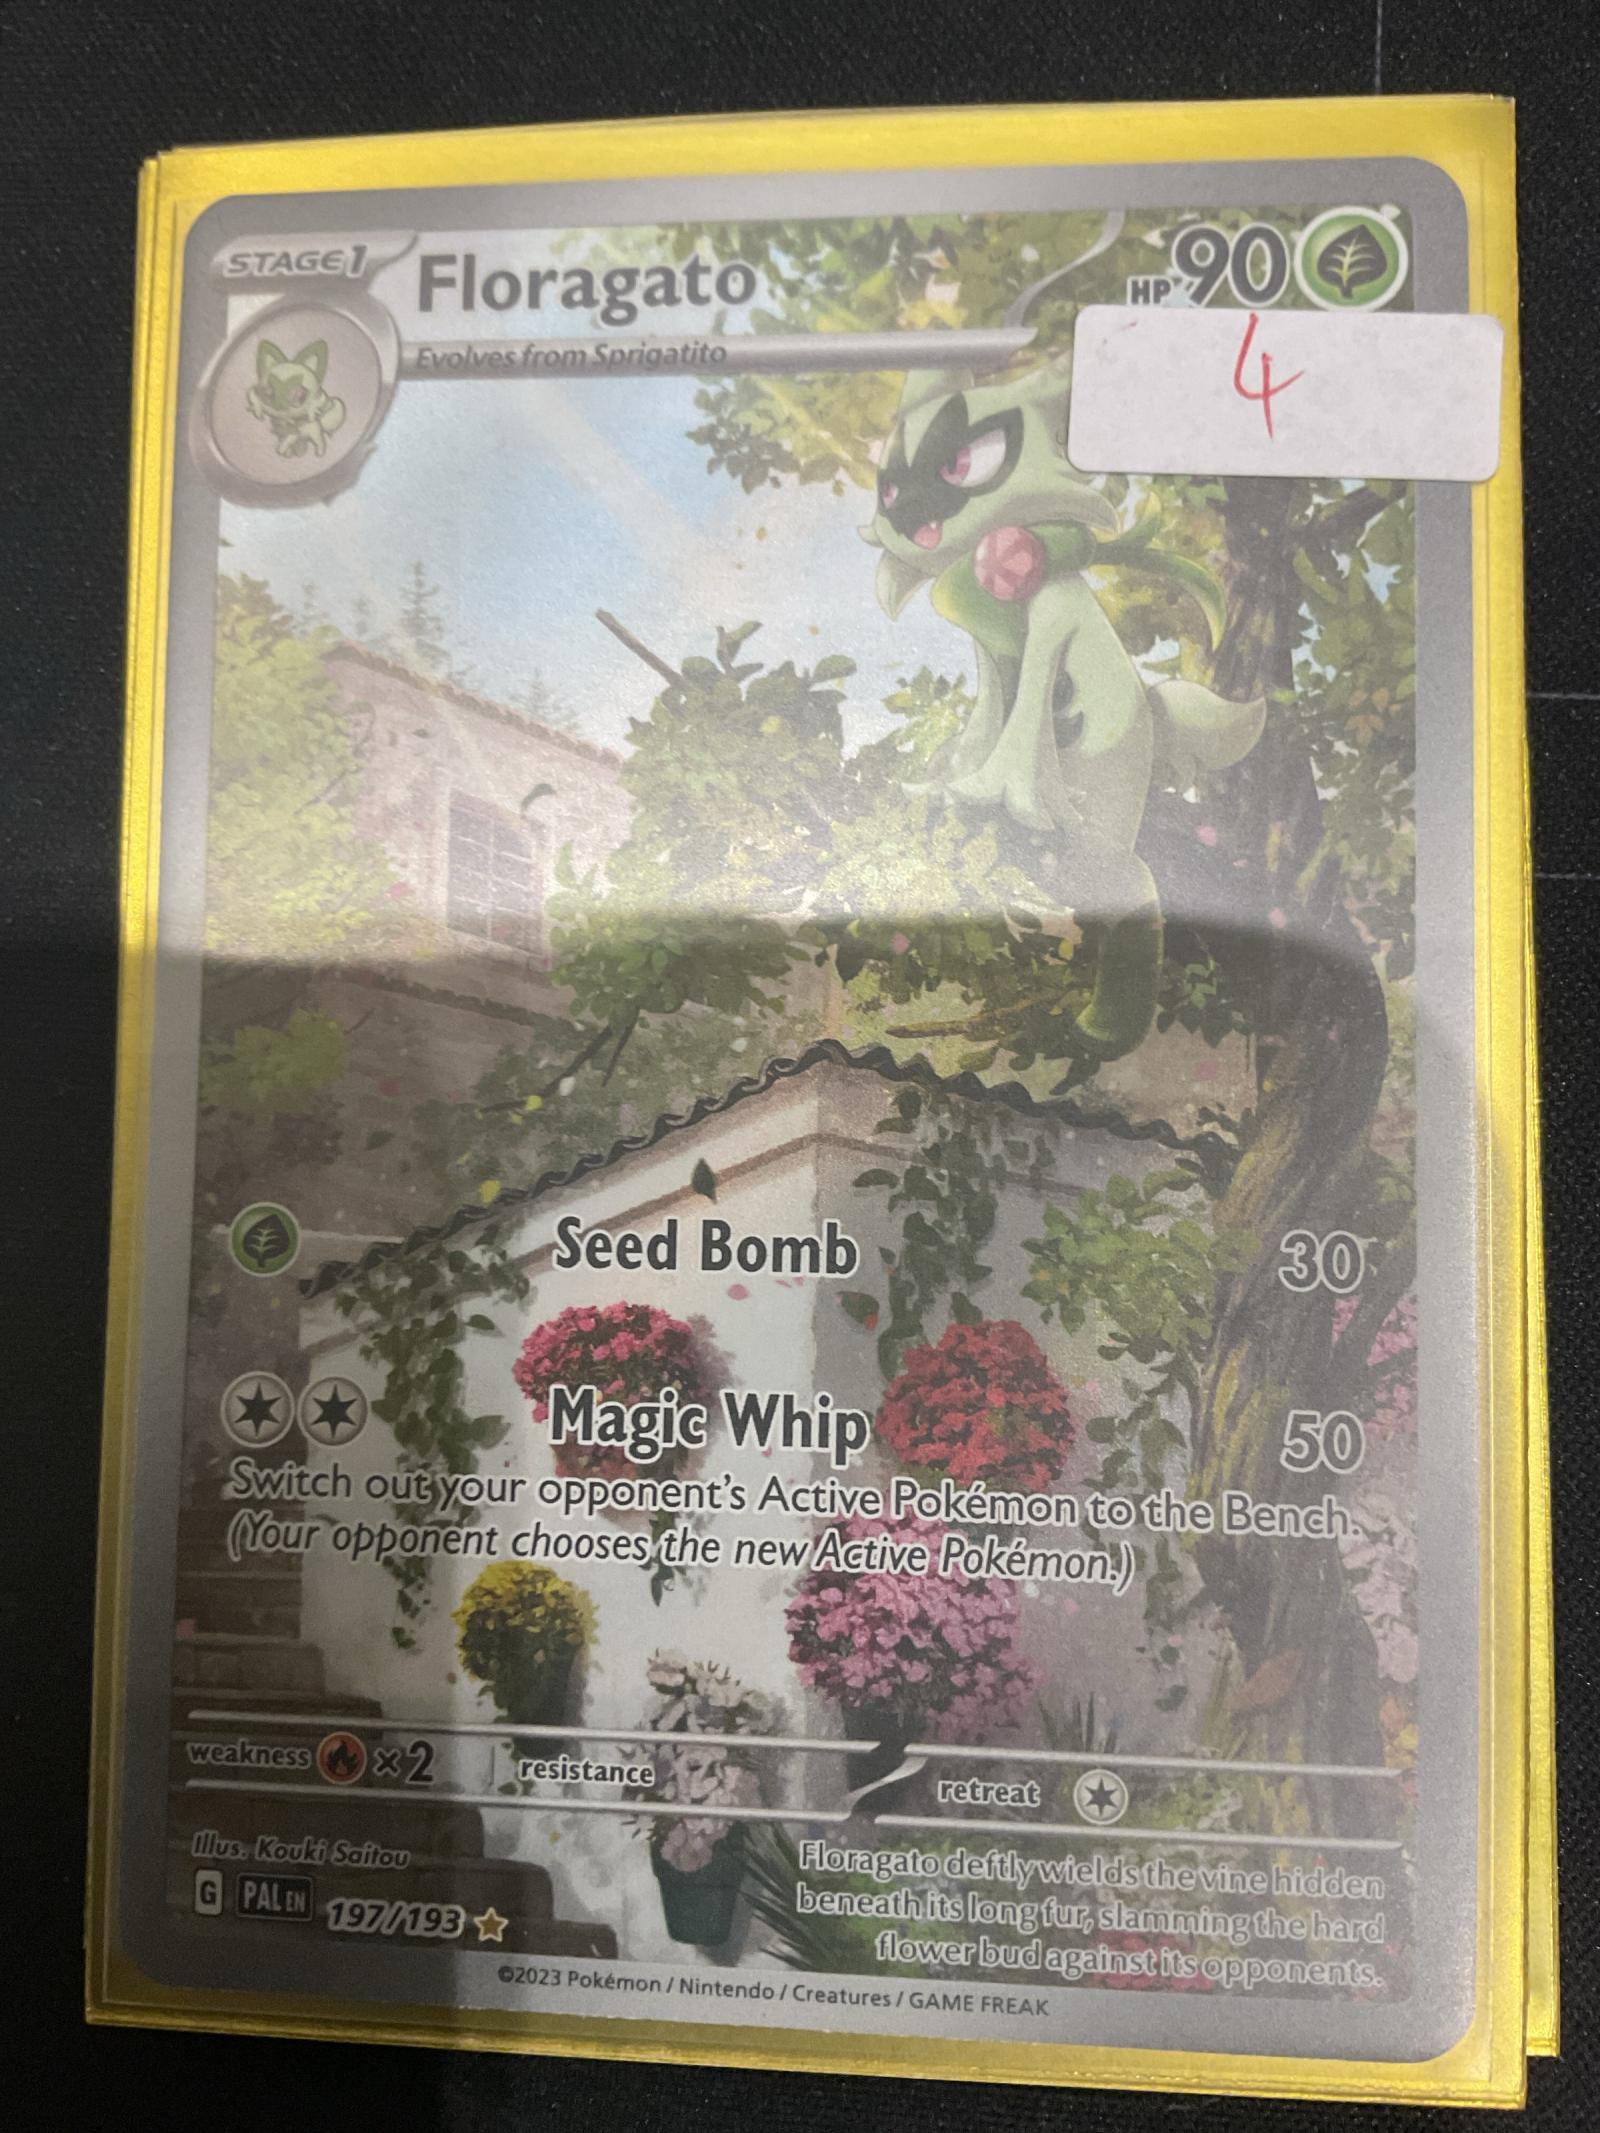 STAGE 1
Floragato
HP 90
Evolves from Sprigatito
4
Seed Bomb 30
Magic Whip 50
Switch out your opponent's Active Pokémon to the Bench.
(Your opponent chooses the new Active Pokémon.)
weakness ×2 resistance retreat
Illus. Kouki Saitou
G PAL EN 197/193
Floragato deftly wields the vine hidden
beneath its long fur, slamming the hard
flower bud against its opponents.
©2023 Pokémon / Nintendo / Creatures / GAME FREAK